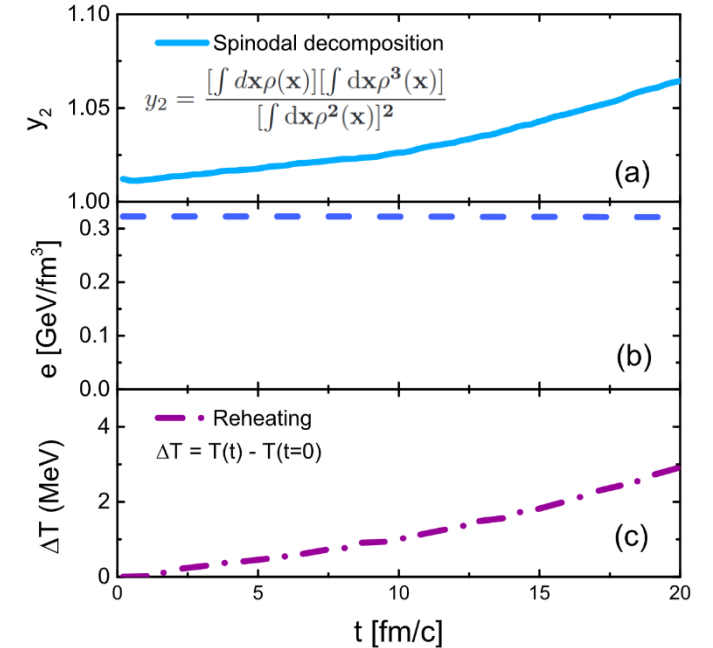 1.10
Spinodal decomposition
y₂ = [∫ dxρ(x)][∫ dxρ³(x)] / [∫ dxρ²(x)]²
1.05
y₂
(a)
1.00
0.3
e [GeV/fm³]
0.2
0.1
(b)
0.0
Reheating
4
ΔT = T(t) - T(t=0)
ΔT (MeV)
2
(c)
0
0 5 10 15 20
t [fm/c]